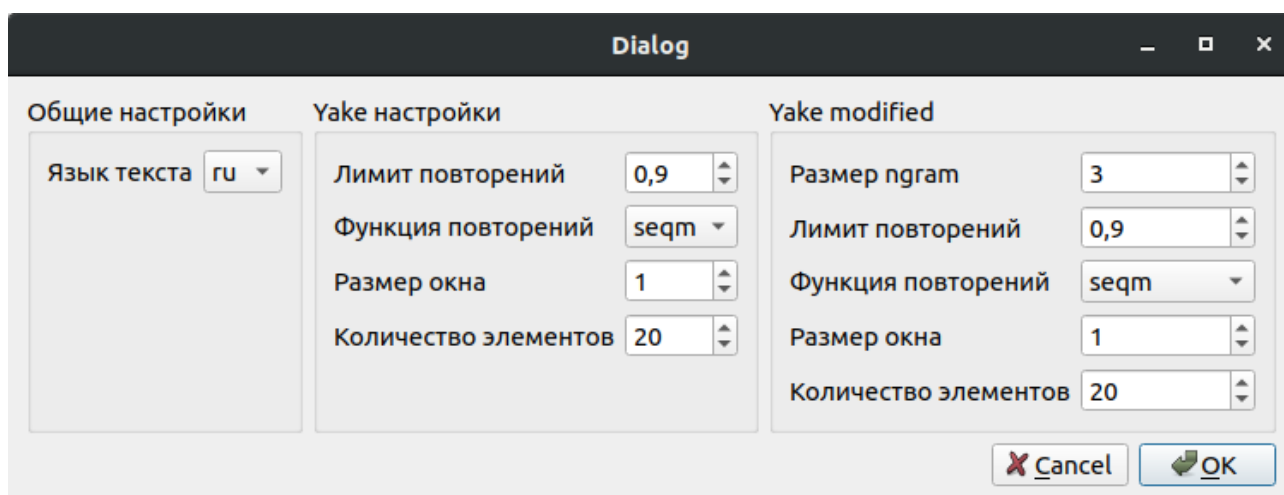 Dialog
Общие настройки
Язык текста ru
Yake настройки
Лимит повторений 0,9
Функция повторений seqm
Размер окна 1
Количество элементов 20
Yake modified
Размер ngram 3
Лимит повторений 0,9
Функция повторений seqm
Размер окна 1
Количество элементов 20
Cancel OK